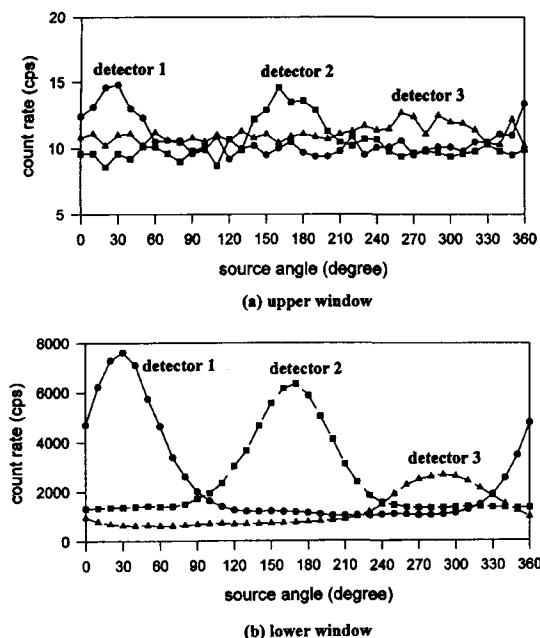 20
15
10
5
count rate (cps)
detector 1
detector 2
detector 3
0 30 60 90 120 150 180 210 240 270 300 330 360
source angle (degree)
(a) upper window
8000
6000
4000
2000
0
count rate (cps)
detector 1
detector 2
detector 3
0 30 60 90 120 150 180 210 240 270 300 330 360
source angle (degree)
(b) lower window